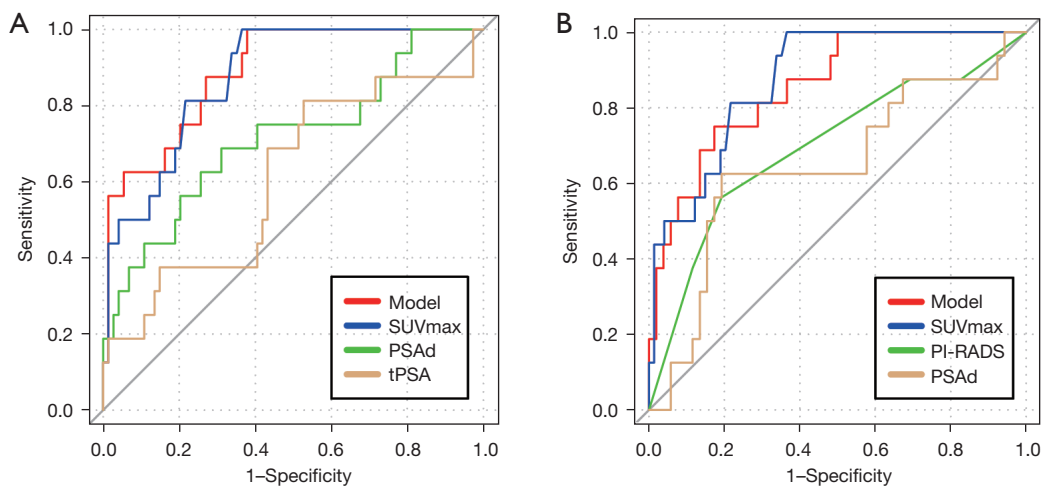 A
Sensitivity
1.0
0.8
0.6
0.4
0.2
0.0
Model
SUVmax
PSAd
tPSA
0.0 0.2 0.4 0.6 0.8 1.0
1–Specificity
B
Sensitivity
1.0
0.8
0.6
0.4
0.2
0.0
Model
SUVmax
PI-RADS
PSAd
0.0 0.2 0.4 0.6 0.8 1.0
1–Specificity